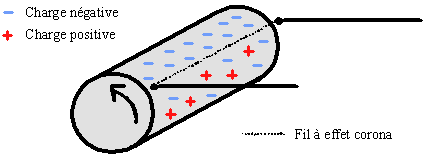 Charge négative
Charge positive
Fil à effet corona